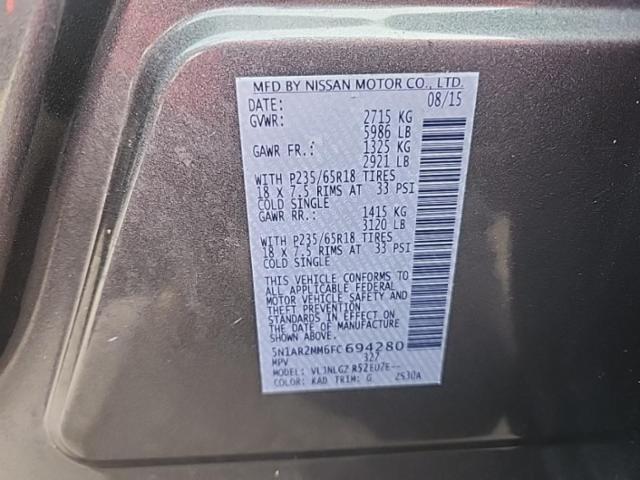 MFD BY NISSAN MOTOR CO., LTD.
DATE: 08/15
GVWR: 2715 KG
5986 LB
GAWR FR.: 1325 KG
2921 LB
WITH P235/65R18 TIRES
18 X 7.5 RIMS AT 33 PSI
COLD SINGLE
GAWR RR.: 1415 KG
3120 LB
WITH P235/65R18 TIRES
18 X 7.5 RIMS AT 33 PSI
COLD SINGLE
THIS VEHICLE CONFORMS TO
ALL APPLICABLE FEDERAL
MOTOR VEHICLE SAFETY AND
THEFT PREVENTION
STANDARDS IN EFFECT ON
THE DATE OF MANUFACTURE
SHOWN ABOVE.
5N1AR2MM6FC694280
MPV 327
MODEL: VLJNLGZ R52EUZE--
COLOR: KAD TRIM: G 2530A